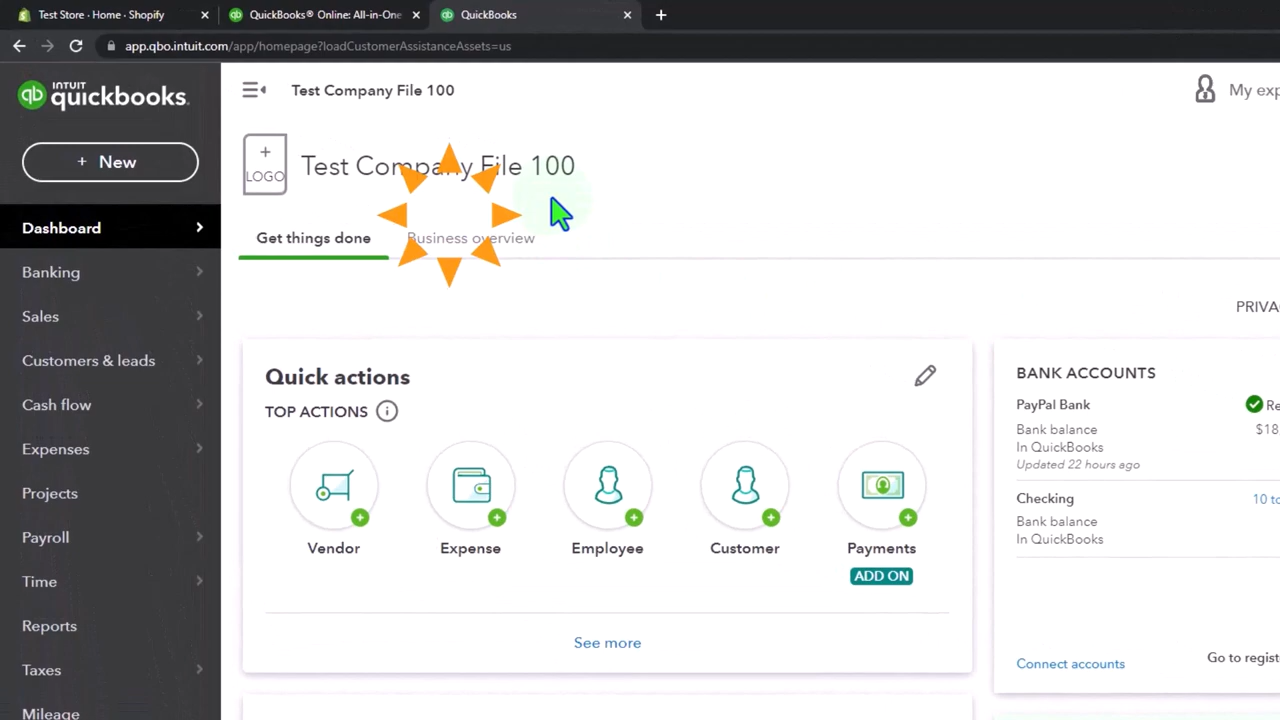 Test Store · Home · Shopify
QuickBooks® Online: All-in-One
QuickBooks
app.qbo.intuit.com/app/homepage?loadCustomerAssistanceAssets=us
INTUIT
qb quickbooks.
+ New
Dashboard
Banking
Sales
Customers & leads
Cash flow
Expenses
Projects
Payroll
Time
Reports
Taxes
Mileage
Test Company File 100
My exp
+
LOGO
Test Company File 100
Get things done
Business overview
PRIVA
Quick actions
TOP ACTIONS
Vendor
Expense
Employee
Customer
Payments
ADD ON
See more
BANK ACCOUNTS
PayPal Bank
Re
Bank balance
$18,
In QuickBooks
Updated 22 hours ago
Checking
10 to
Bank balance
In QuickBooks
Connect accounts
Go to regist